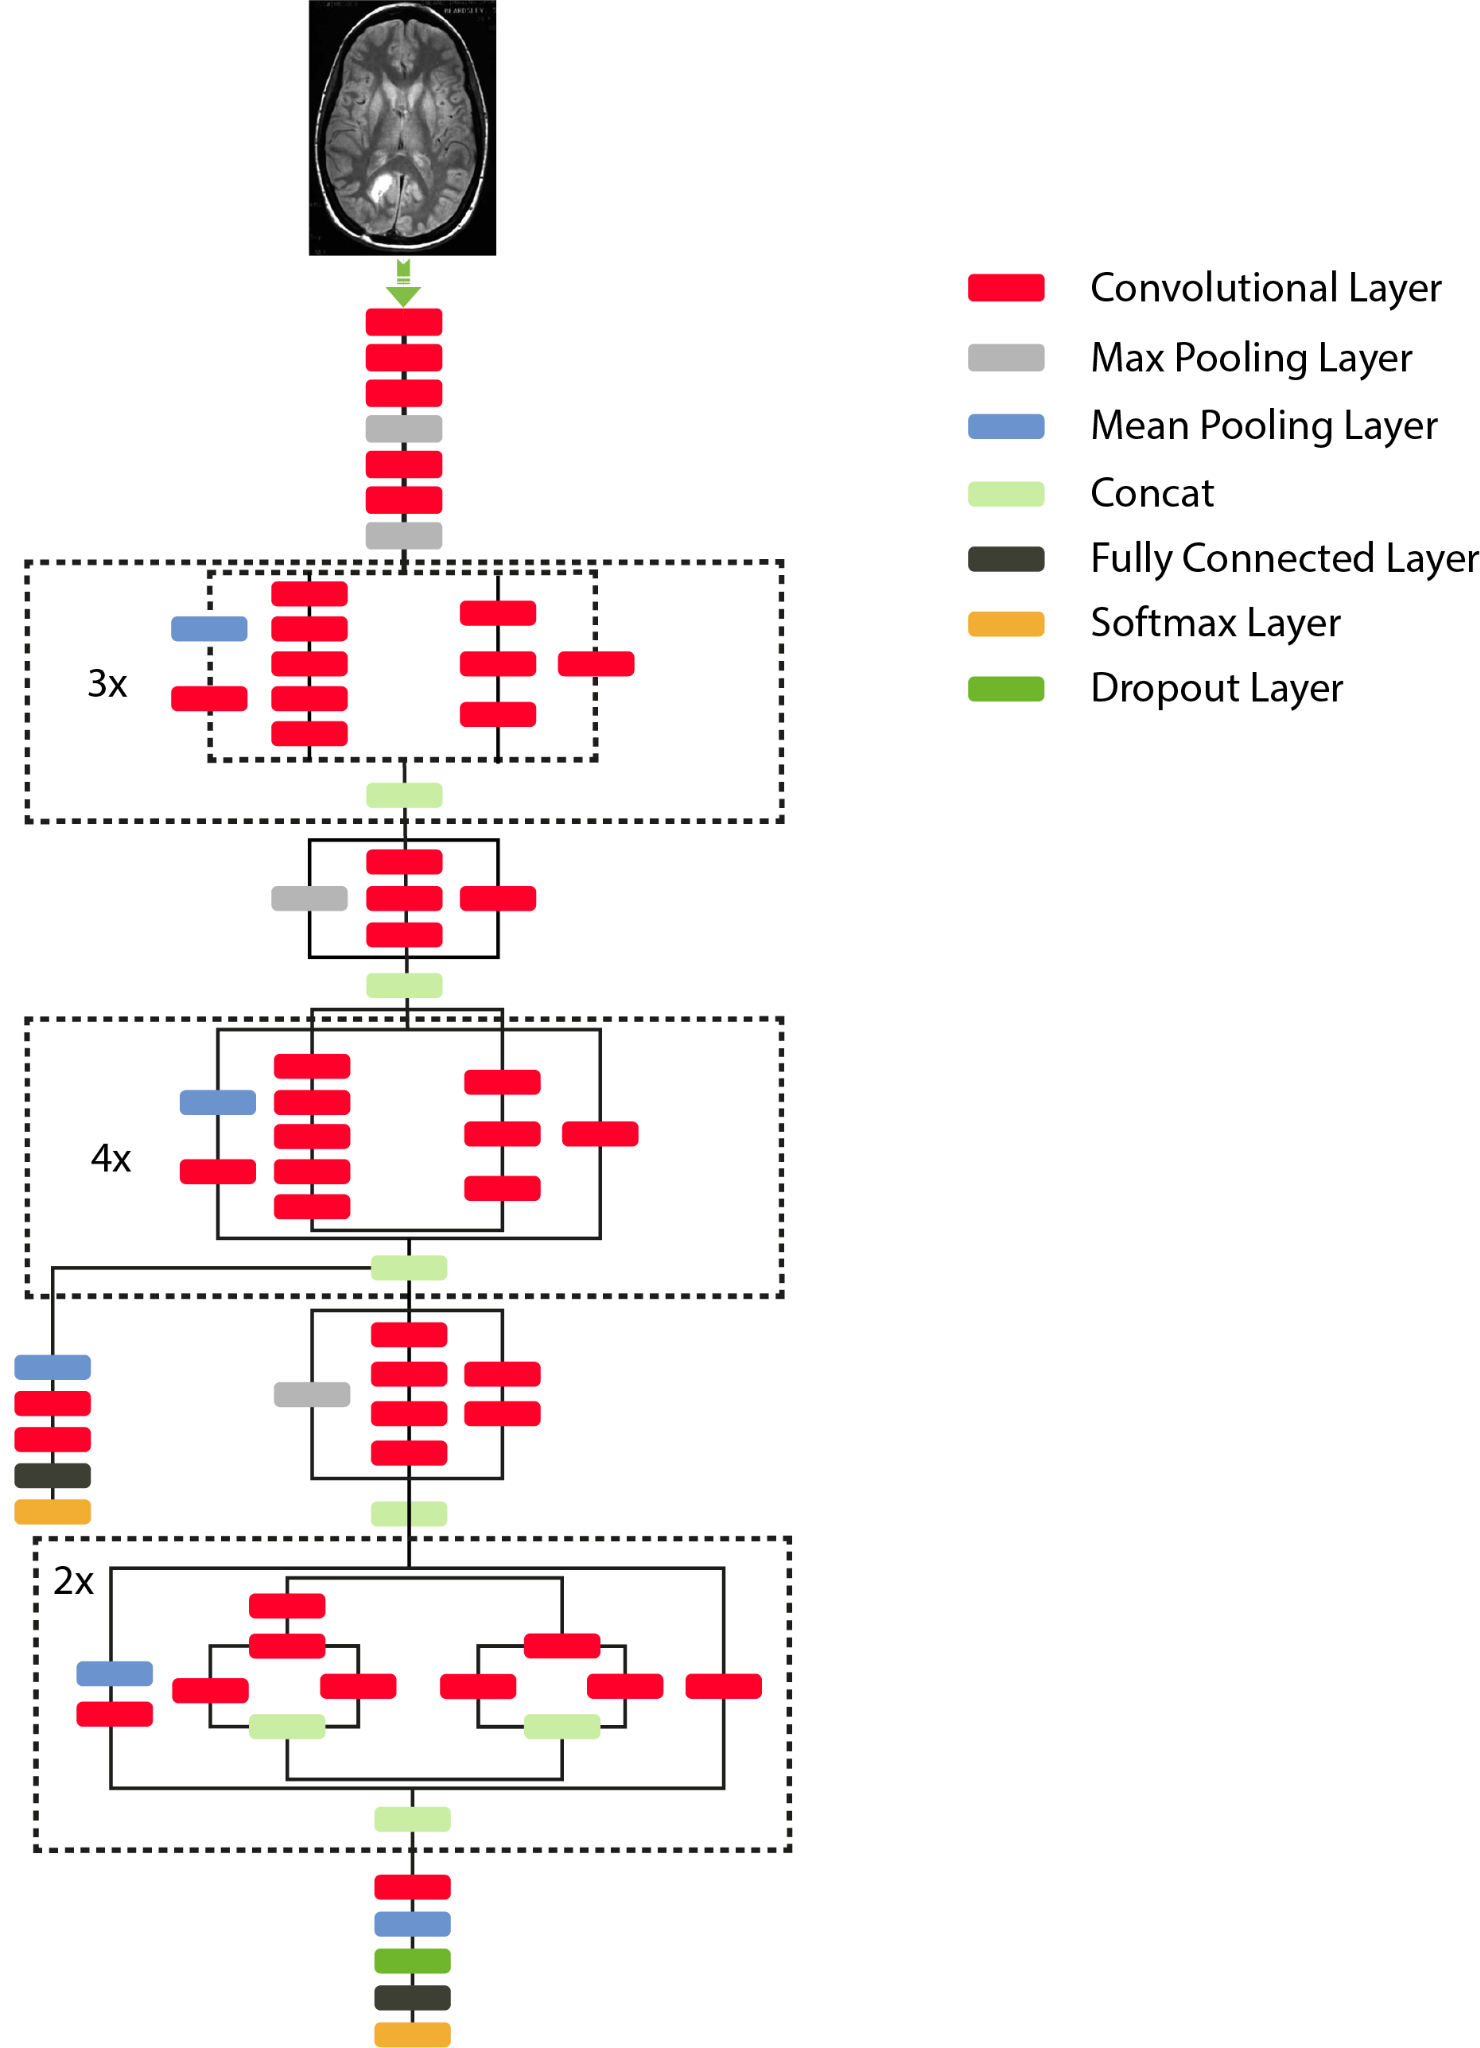 BEARDSLEY
Convolutional Layer
Max Pooling Layer
Mean Pooling Layer
Concat
Fully Connected Layer
Softmax Layer
Dropout Layer
3x
4x
2x